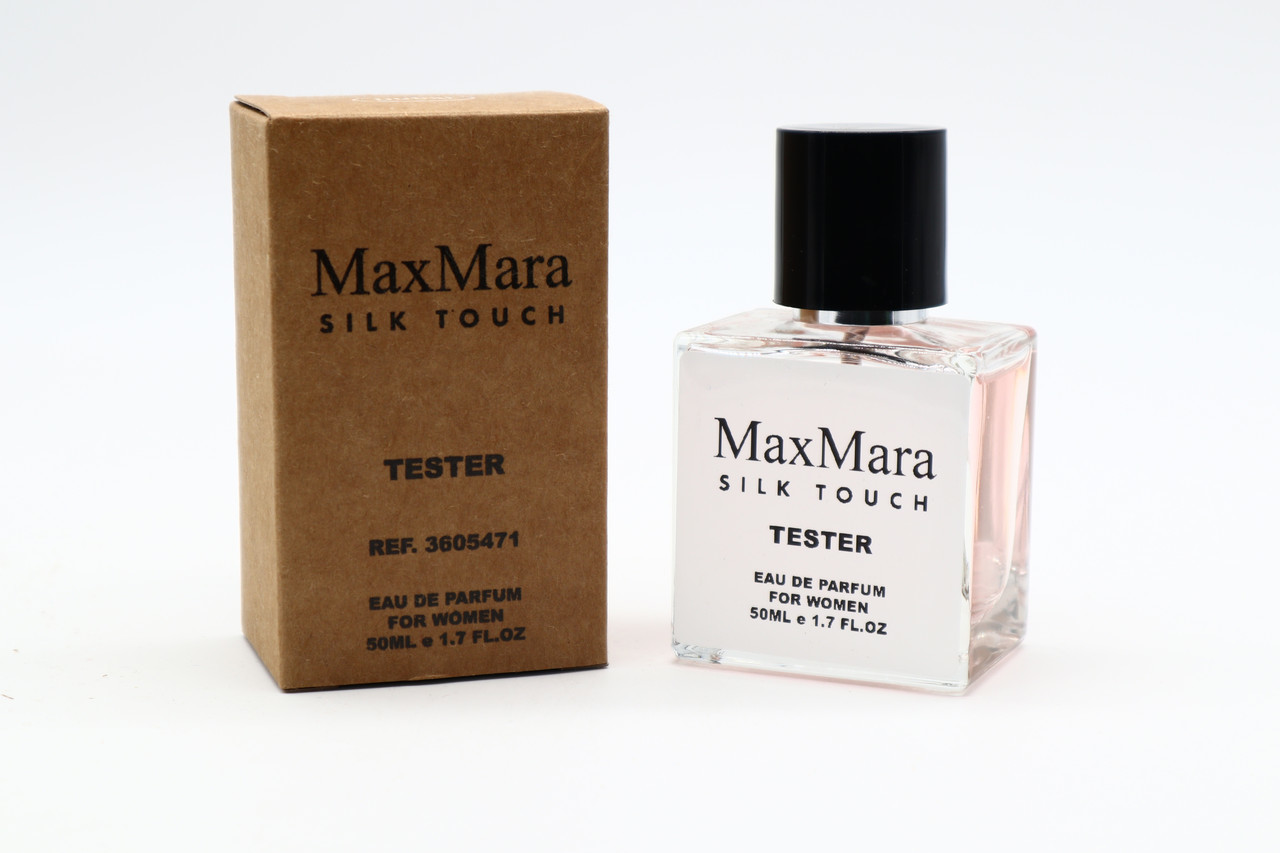 MaxMara
SILK TOUCH
TESTER
REF. 3605471
EAU DE PARFUM
FOR WOMEN
50ML e 1.7 FL.OZ
MaxMara
SILK TOUCH
TESTER
EAU DE PARFUM
FOR WOMEN
50ML e 1.7 FL.OZ